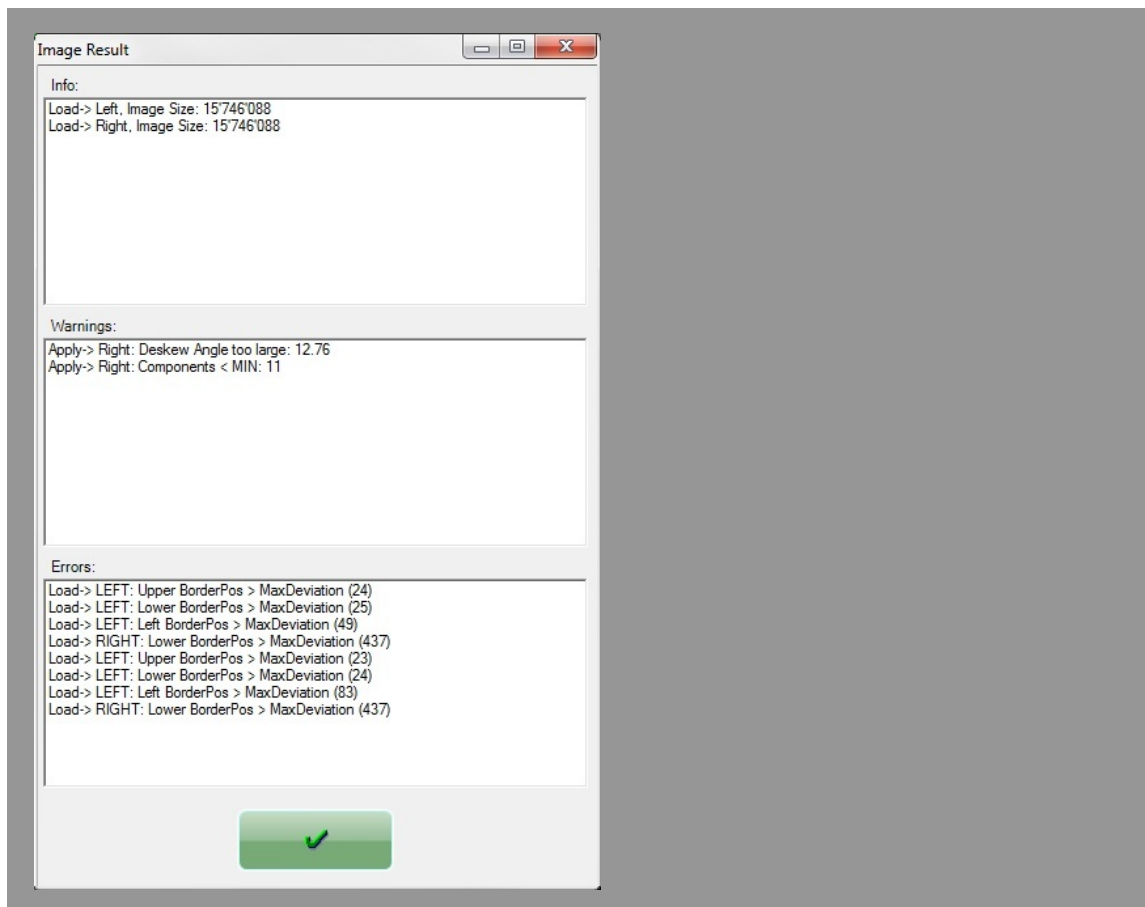 Image Result
Info:
Load-> Left, Image Size: 15'746'088
Load-> Right, Image Size: 15'746'088
Warnings:
Apply-> Right: Deskew Angle too large: 12.76
Apply-> Right: Components < MIN: 11
Errors:
Load-> LEFT: Upper BorderPos > MaxDeviation (24)
Load-> LEFT: Lower BorderPos > MaxDeviation (25)
Load-> LEFT: Left BorderPos > MaxDeviation (49)
Load-> RIGHT: Lower BorderPos > MaxDeviation (437)
Load-> LEFT: Upper BorderPos > MaxDeviation (23)
Load-> LEFT: Lower BorderPos > MaxDeviation (24)
Load-> LEFT: Left BorderPos > MaxDeviation (83)
Load-> RIGHT: Lower BorderPos > MaxDeviation (437)